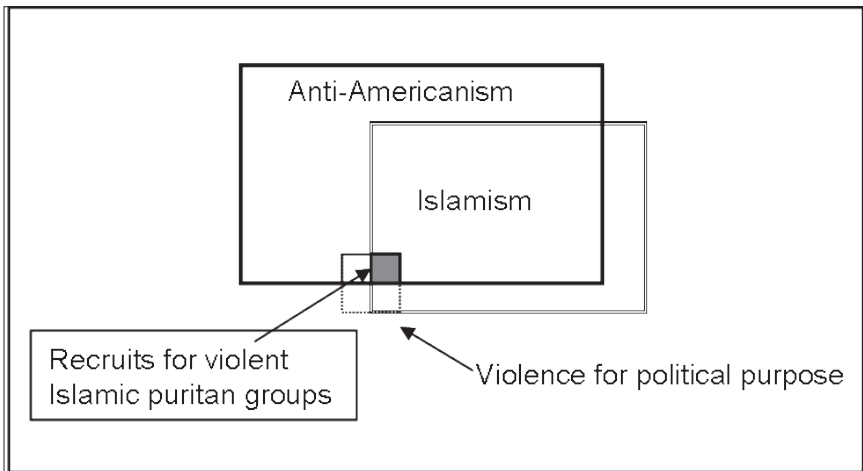 Anti-Americanism
Islamism
Recruits for violent
Islamic puritan groups
Violence for political purpose